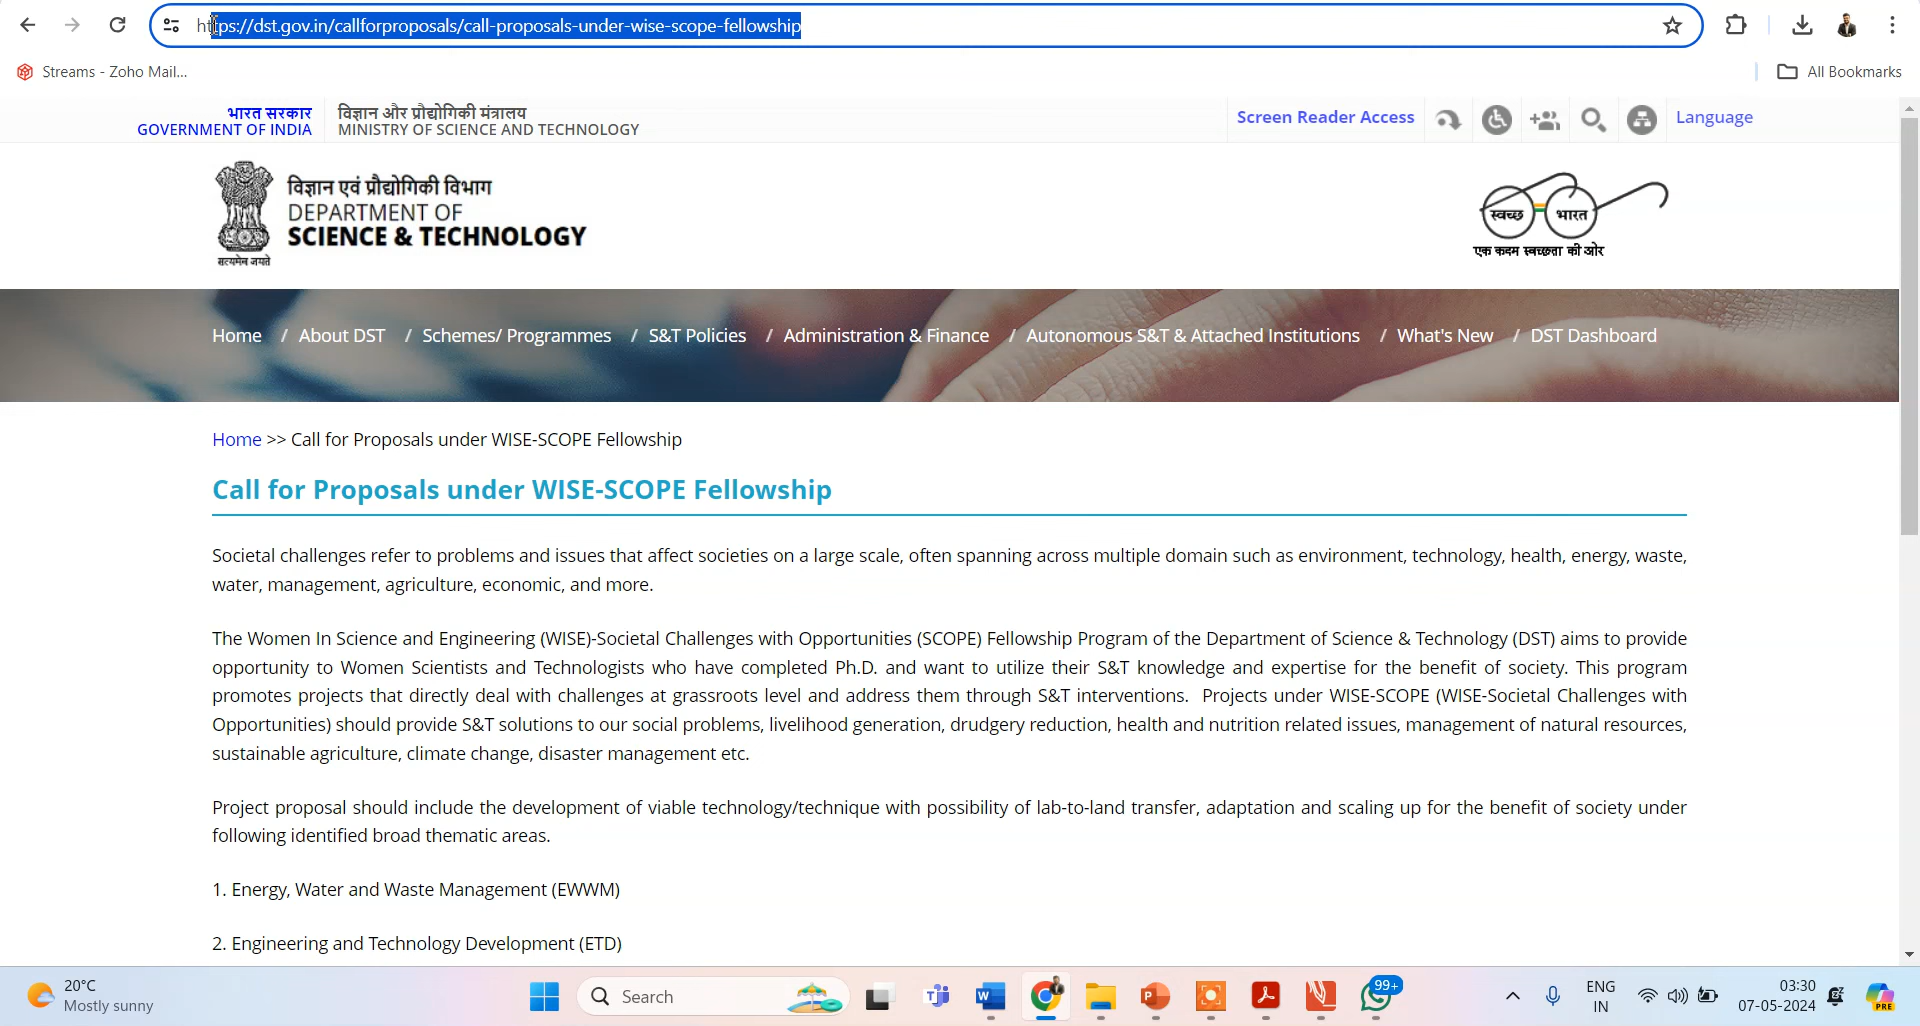 https://dst.gov.in/callforproposals/call-proposals-under-wise-scope-fellowship
Streams - Zoho Mail...
All Bookmarks
भारत सरकार
GOVERNMENT OF INDIA
विज्ञान और प्रौद्योगिकी मंत्रालय
MINISTRY OF SCIENCE AND TECHNOLOGY
Screen Reader Access
Language
विज्ञान एवं प्रौद्योगिकी विभाग
DEPARTMENT OF
SCIENCE & TECHNOLOGY
सत्यमेव जयते
स्वच्छ भारत
एक कदम स्वच्छता की ओर
Home / About DST / Schemes/ Programmes / S&T Policies / Administration & Finance / Autonomous S&T & Attached Institutions / What's New / DST Dashboard
Home >> Call for Proposals under WISE-SCOPE Fellowship
Call for Proposals under WISE-SCOPE Fellowship
Societal challenges refer to problems and issues that affect societies on a large scale, often spanning across multiple domain such as environment, technology, health, energy, waste,
water, management, agriculture, economic, and more.
The Women In Science and Engineering (WISE)-Societal Challenges with Opportunities (SCOPE) Fellowship Program of the Department of Science & Technology (DST) aims to provide
opportunity to Women Scientists and Technologists who have completed Ph.D. and want to utilize their S&T knowledge and expertise for the benefit of society. This program
promotes projects that directly deal with challenges at grassroots level and address them through S&T interventions. Projects under WISE-SCOPE (WISE-Societal Challenges with
Opportunities) should provide S&T solutions to our social problems, livelihood generation, drudgery reduction, health and nutrition related issues, management of natural resources,
sustainable agriculture, climate change, disaster management etc.
Project proposal should include the development of viable technology/technique with possibility of lab-to-land transfer, adaptation and scaling up for the benefit of society under
following identified broad thematic areas.
1. Energy, Water and Waste Management (EWWM)
2. Engineering and Technology Development (ETD)
20°C
Mostly sunny
Search
99+
ENG
IN
03:30
07-05-2024
PRE